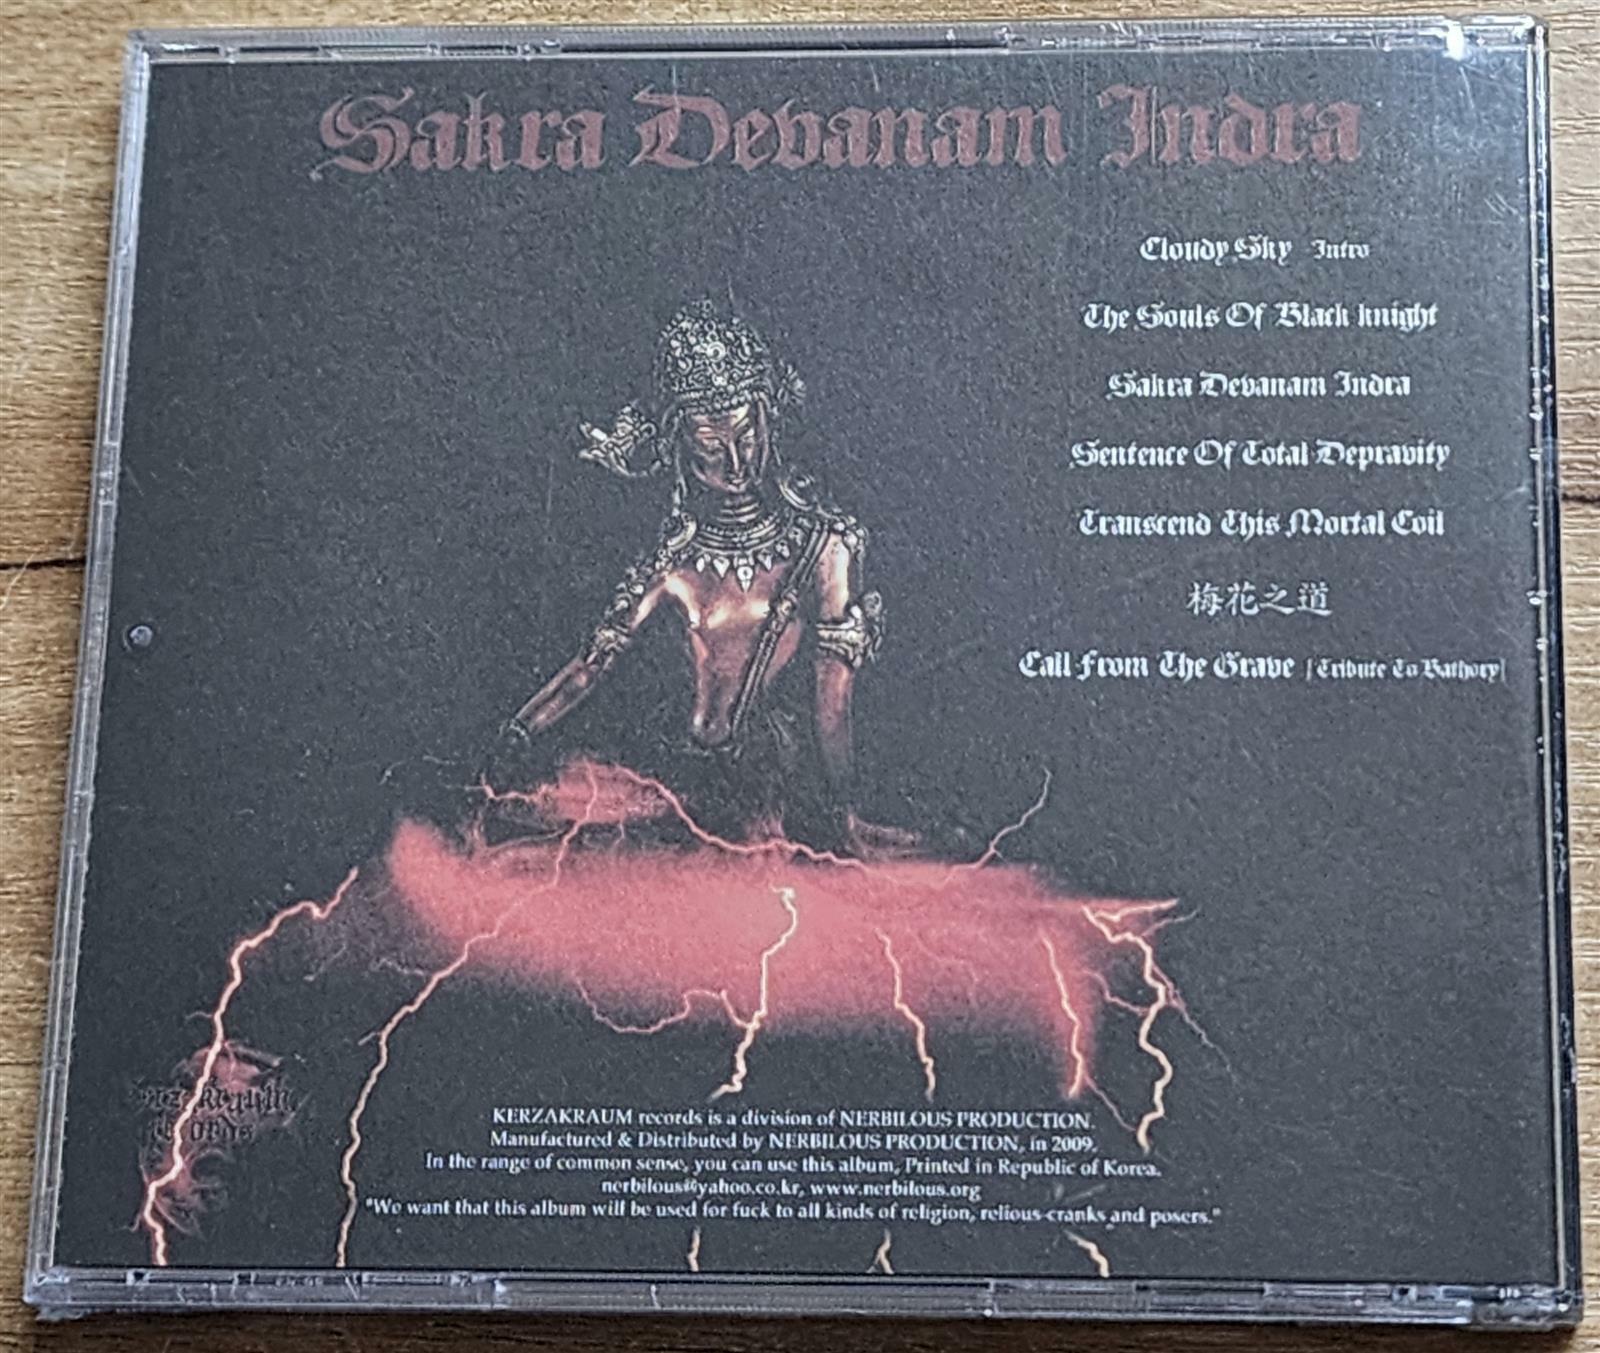 Sakra Devanam Indra
Cloudy Sky Intro
The Souls Of Black knight
Sakra Devanam Indra
Sentence Of Total Depravity
Transcend This Mortal Coil
梅花之道
Call From The Grave [Tribute To Bathory]
KERZAKRAUM records is a division of NERBILOUS PRODUCTION.
Manufactured & Distributed by NERBILOUS PRODUCTION, in 2009.
In the range of common sense, you can use this album, Printed in Republic of Korea.
nerbilous@yahoo.co.kr, www.nerbilous.org
"We want that this album will be used for fuck to all kinds of religion, relious-cranks and posers."